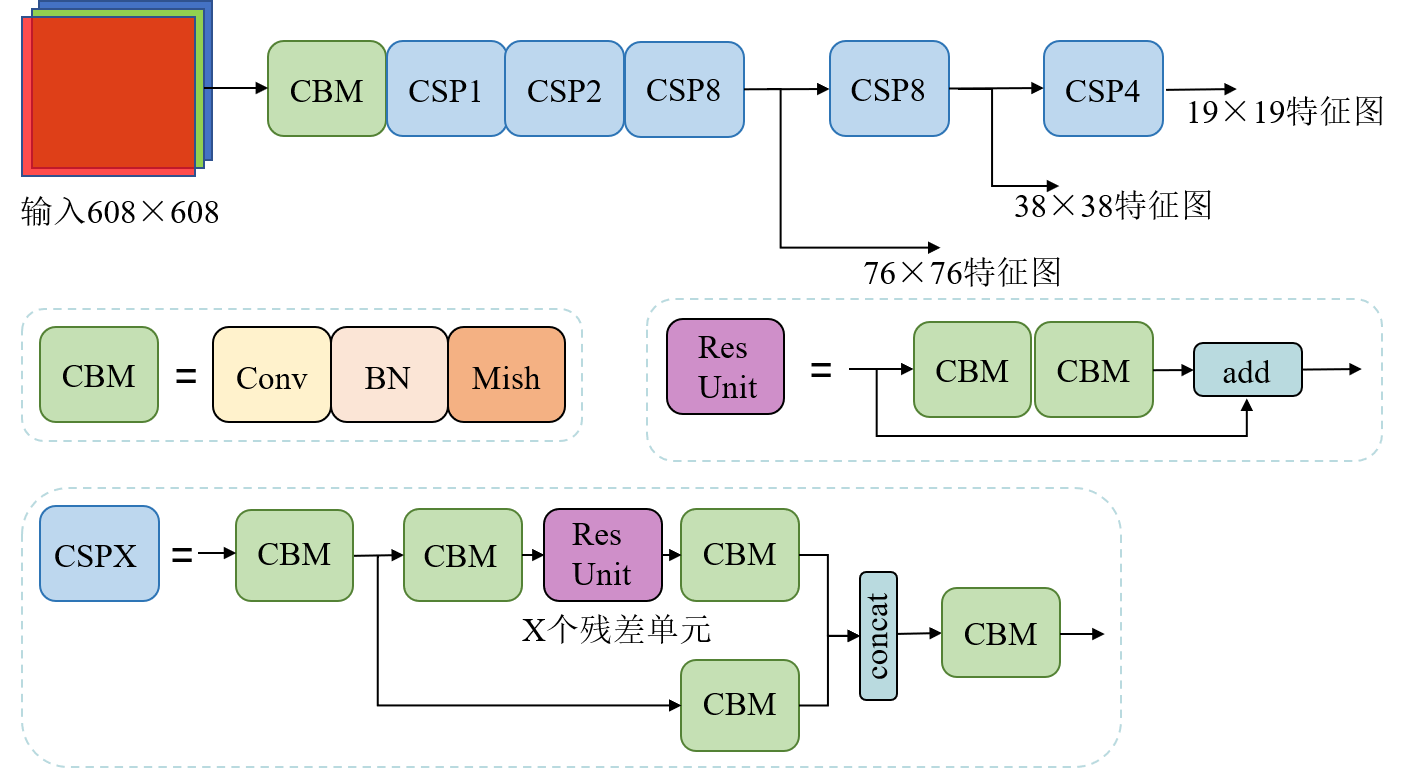 CBM
CSP1
CSP2
CSP8
CSP8
CSP4
19×19特征图
输入608×608
38×38特征图
76×76特征图
CBM
=
Conv
BN
Mish
Res
Unit
=
CBM
CBM
add
CSPX
=
CBM
CBM
Res
Unit
CBM
X个残差单元
concat
CBM
CBM